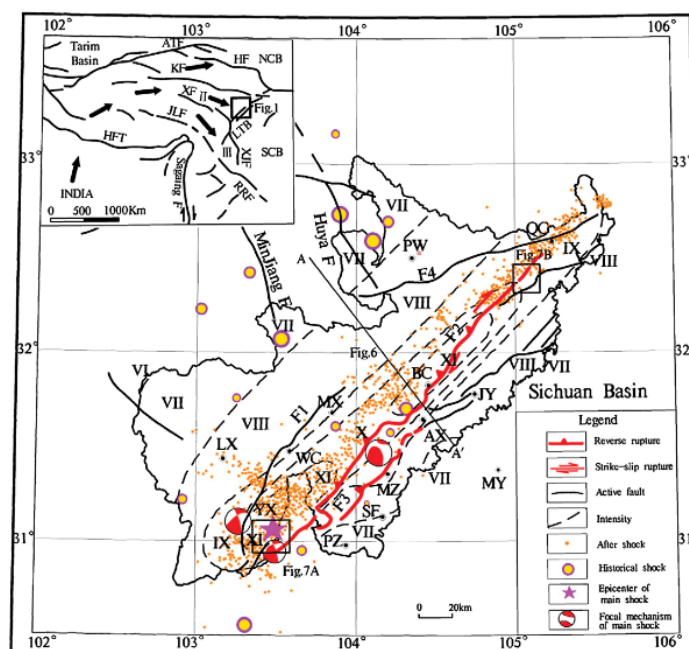 102° 103° 104° 105° 106°
Tarim
Basin
ATF
KF
HF
NCB
XF
II
Fig.1
JLF
LTB
HFT
III
XJF
SCB
Sagaing F
RRF
INDIA
0 500 1000Km
33°
33°
VII
Huya F
VII
PW
QC
IX
A
Fig.7B
MinJiang F
F4
VIII
VIII
VII
32°
32°
Fig.6
F2
XI
VI
BC
VIII
VII
VII
JY
Sichuan Basin
VIII
F1
MX
X
AX
LX
WC
A'
XI
VII
MZ
MY
F3
YX
SF
31°
31°
IX
XI
PZ
VII
Fig.7A
0 20km
Legend
Reverse rupture
Strike-slip rupture
Active fault
Intensity
After shock
Historical shock
Epicenter of
main shock
Focal mechanism
of main shock
102° 103° 104° 105° 106°